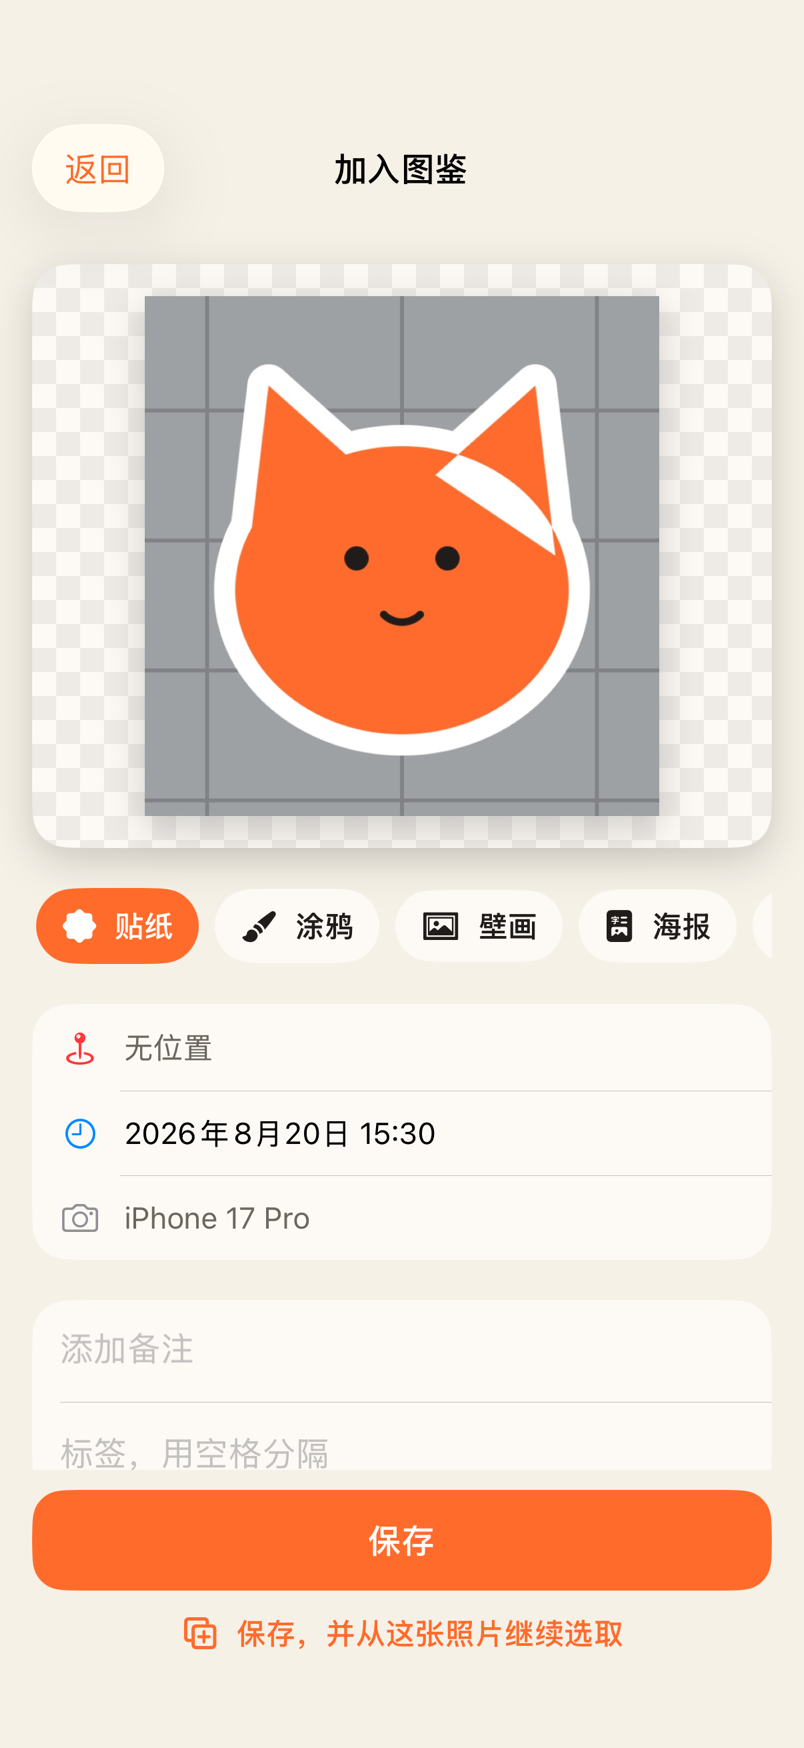 返回
加入图鉴
贴纸
涂鸦
壁画
海报
无位置
2026年8月20日 15:30
iPhone 17 Pro
添加备注
标签，用空格分隔
保存
保存，并从这张照片继续选取